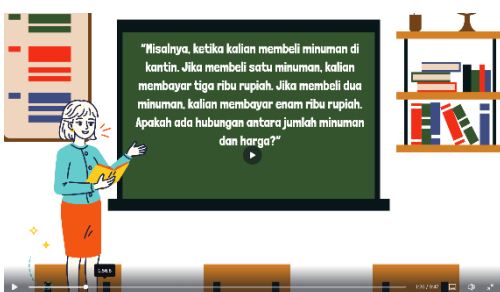 "Misalnya, ketika kalian membeli minuman di
kantin. Jika membeli satu minuman, kalian
membayar tiga ribu rupiah. Jika membeli dua
minuman, kalian membayar enam ribu rupiah.
Apakah ada hubungan antara jumlah minuman
dan harga?"